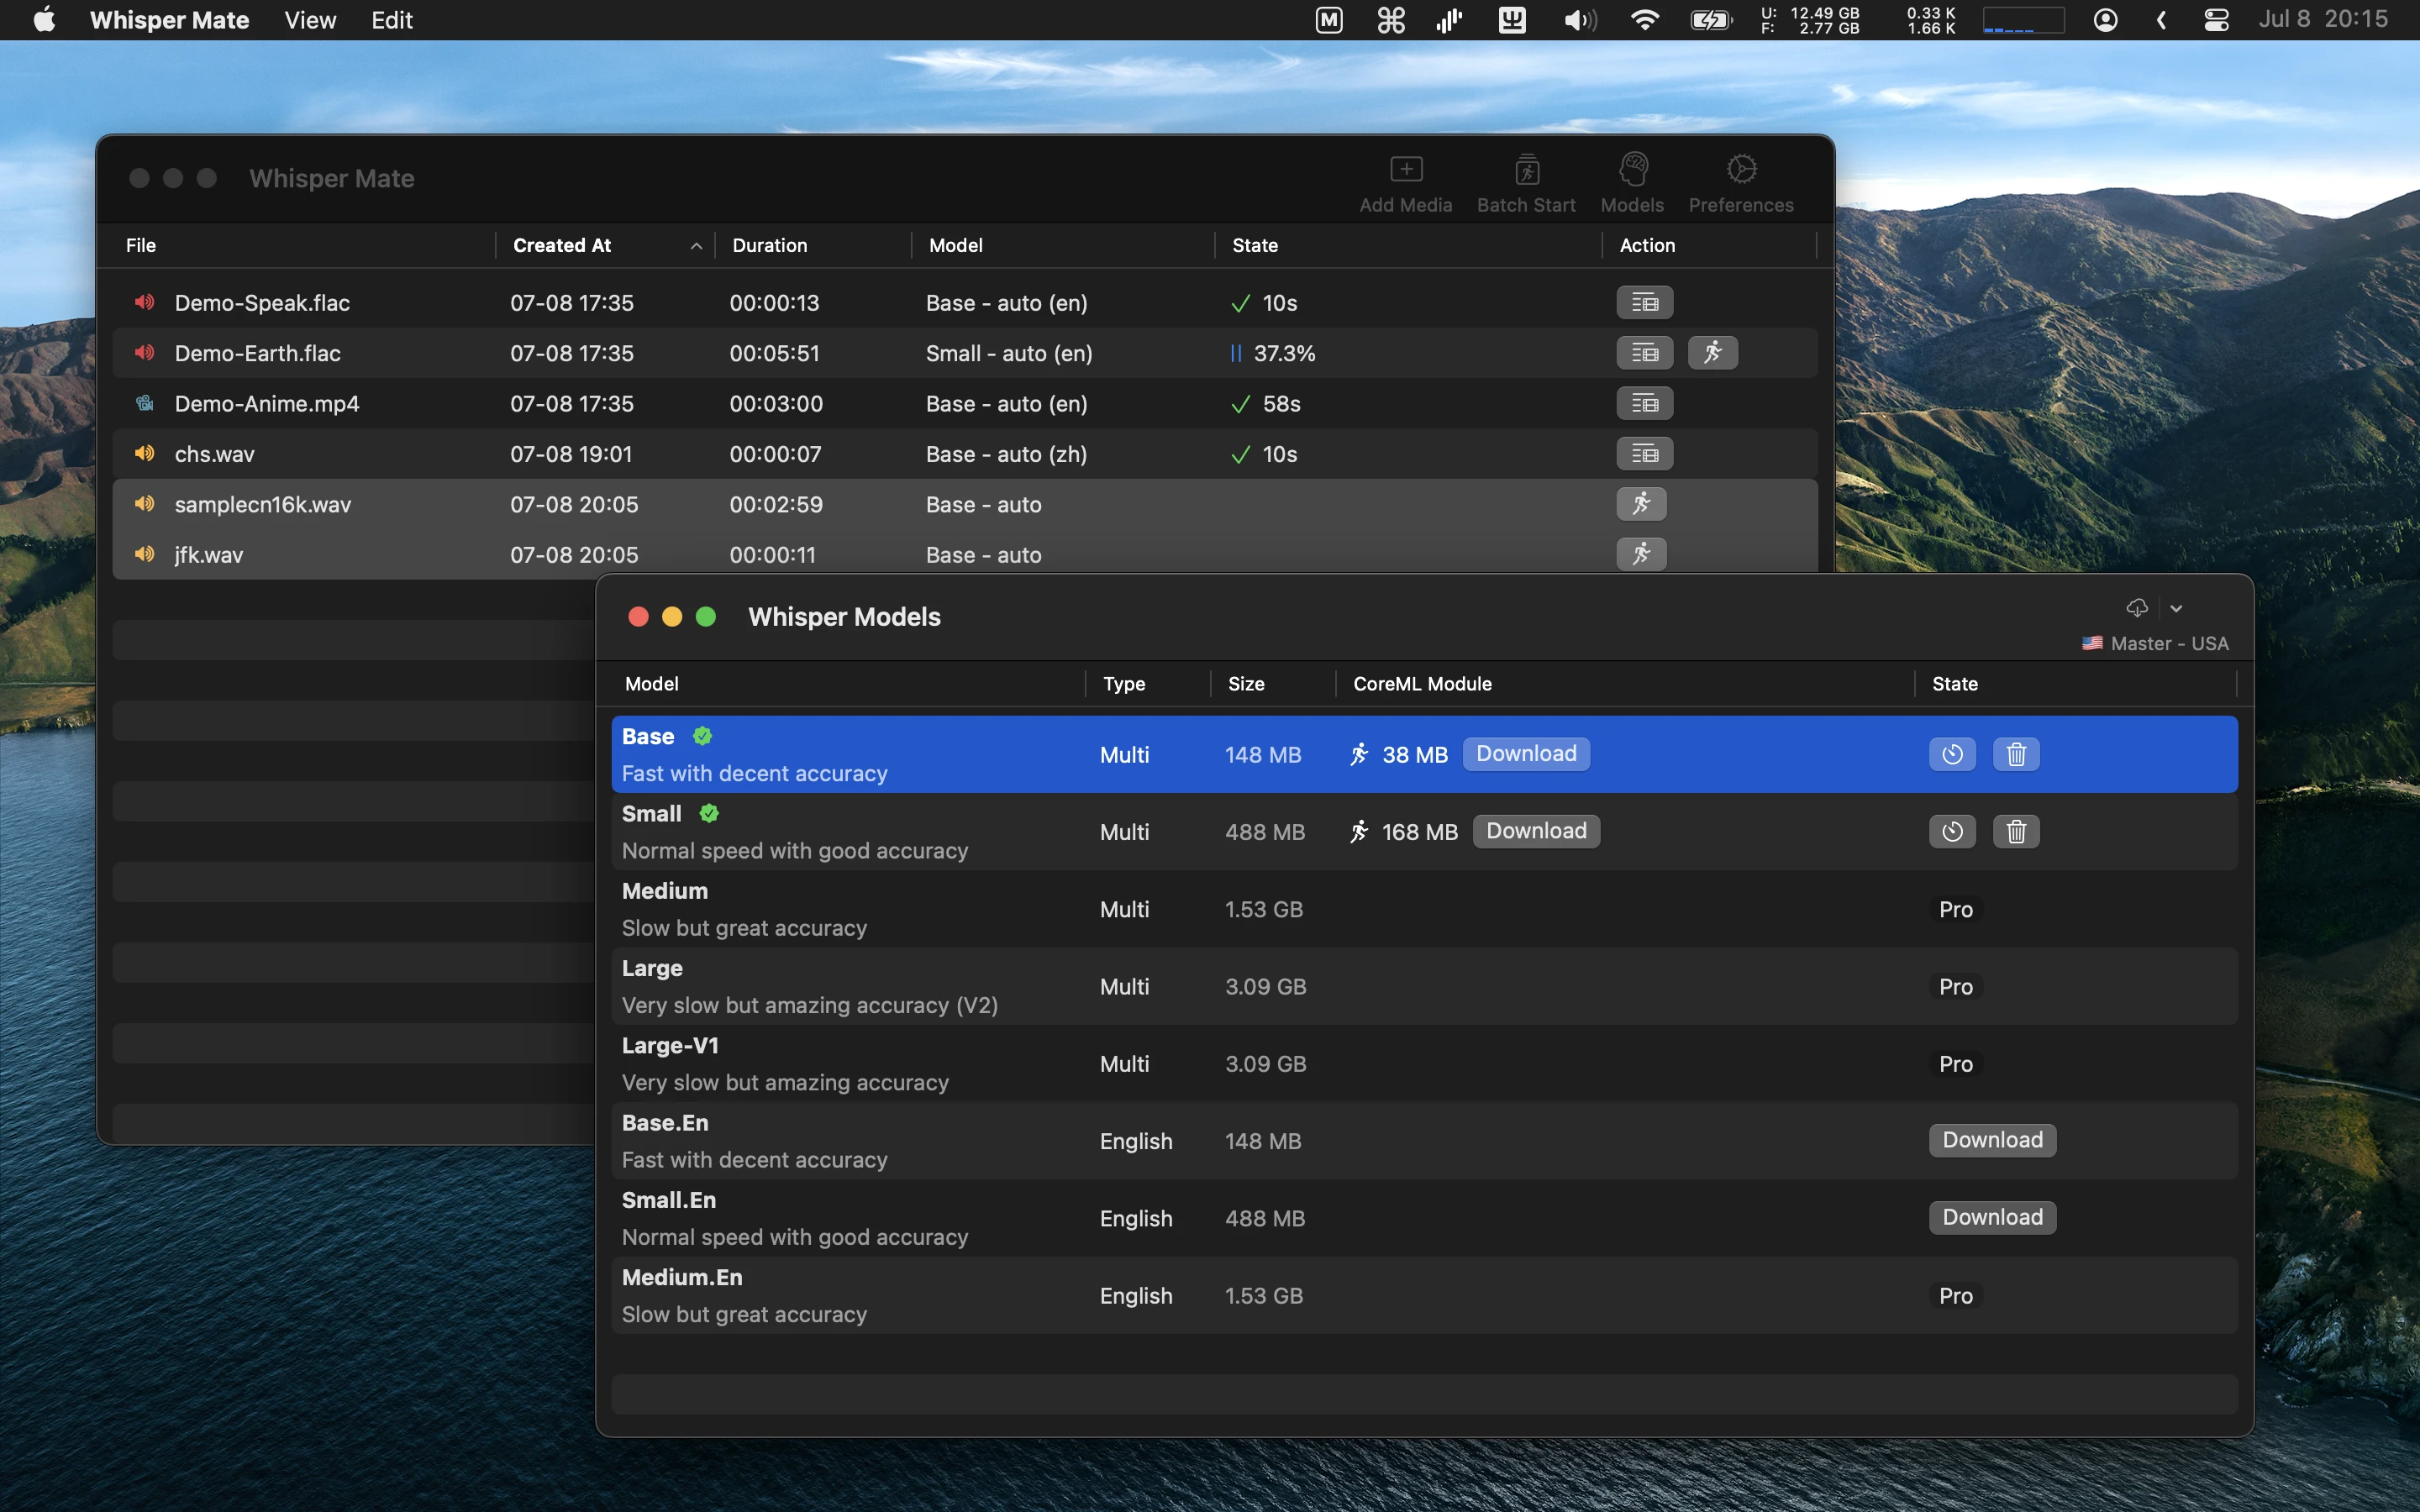 Whisper Mate View Edit M U: 12.49 GB 0.33 K Jul 8 20:15
F: 2.77 GB 1.66 K
Whisper Mate
Add Media Batch Start Models Preferences
File Created At Duration Model State Action
Demo-Speak.flac 07-08 17:35 00:00:13 Base - auto (en) 10s
Demo-Earth.flac 07-08 17:35 00:05:51 Small - auto (en) 37.3%
Demo-Anime.mp4 07-08 17:35 00:03:00 Base - auto (en) 58s
chs.wav 07-08 19:01 00:00:07 Base - auto (zh) 10s
samplecn16k.wav 07-08 20:05 00:02:59 Base - auto
jfk.wav 07-08 20:05 00:00:11 Base - auto
Whisper Models
Master - USA
Model Type Size CoreML Module State
Base
Multi 148 MB 38 MB Download
Fast with decent accuracy
Small
Multi 488 MB 168 MB Download
Normal speed with good accuracy
Medium
Multi 1.53 GB Pro
Slow but great accuracy
Large
Multi 3.09 GB Pro
Very slow but amazing accuracy (V2)
Large-V1
Multi 3.09 GB Pro
Very slow but amazing accuracy
Base.En
English 148 MB Download
Fast with decent accuracy
Small.En
English 488 MB Download
Normal speed with good accuracy
Medium.En
English 1.53 GB Pro
Slow but great accuracy